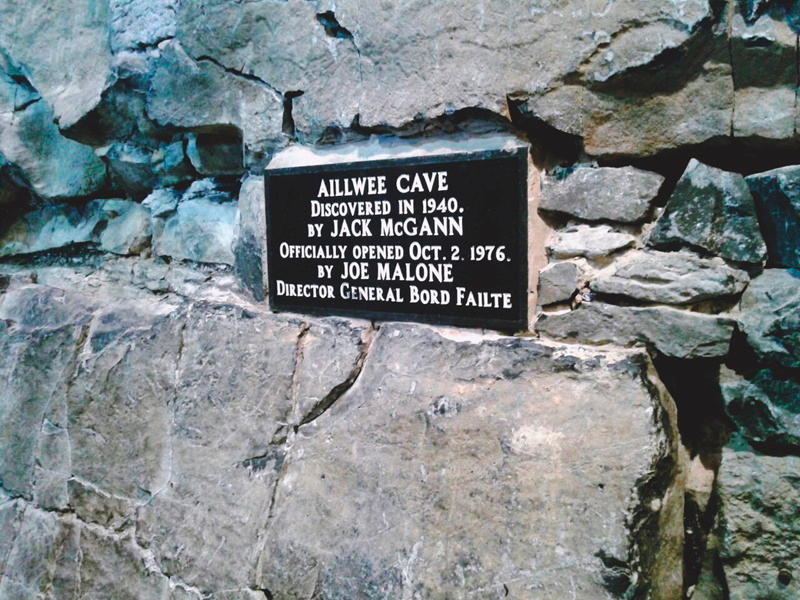 AILLWEE CAVE
DISCOVERED IN 1940.
BY JACK McGANN
OFFICIALLY OPENED OCT. 2. 1976.
BY JOE MALONE
DIRECTOR GENERAL BORD FAILTE